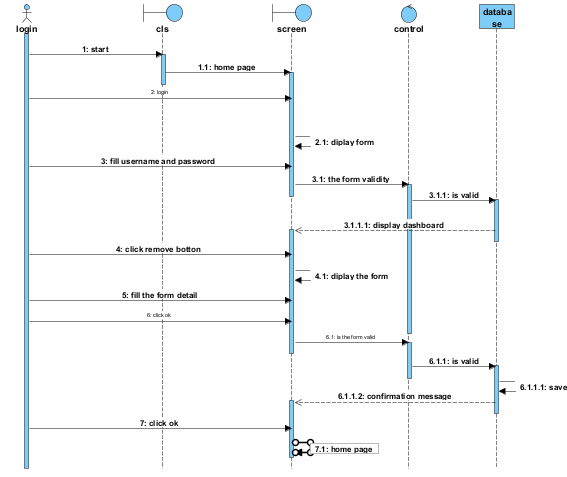 login
cls
screen
control
databa
se
1: start
1.1: home page
2: login
2.1: diplay form
3: fill username and password
3.1: the form validity
3.1.1: is valid
3.1.1.1: display dashboard
4: click remove botton
4.1: diplay the form
5: fill the form detail
6: click ok
6.1: is the form valid
6.1.1: is valid
6.1.1.1: save
6.1.1.2: confirmation message
7: click ok
7.1: home page